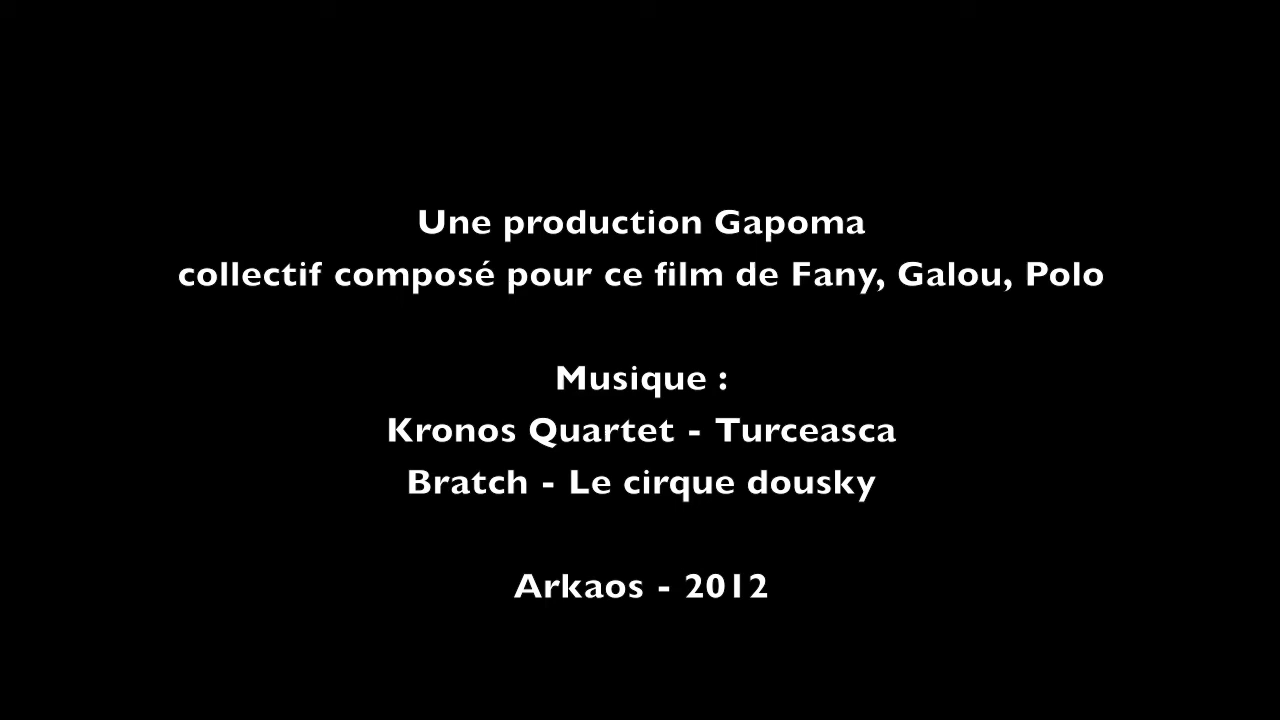 Une production Gapoma
collectif composé pour ce film de Fany, Galou, Polo
Musique :
Kronos Quartet - Turceasca
Bratch - Le cirque dousky
Arkaos - 2012